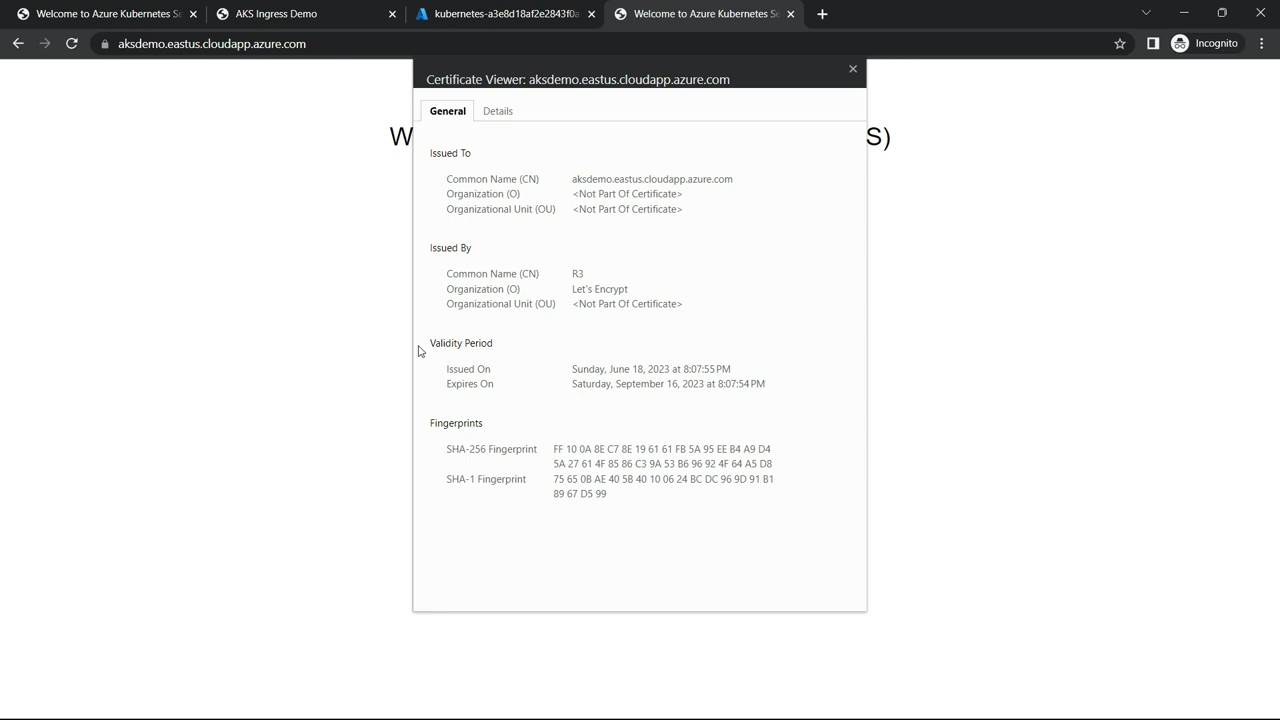 Welcome to Azure Kubernetes Se
AKS Ingress Demo
kubernetes-a3e8d18af2e2843f0a
Welcome to Azure Kubernetes Se
aksdemo.eastus.cloudapp.azure.com
Incognito
Certificate Viewer: aksdemo.eastus.cloudapp.azure.com
General Details
W
S)
Issued To
Common Name (CN) aksdemo.eastus.cloudapp.azure.com
Organization (O) <Not Part Of Certificate>
Organizational Unit (OU) <Not Part Of Certificate>
Issued By
Common Name (CN) R3
Organization (O) Let's Encrypt
Organizational Unit (OU) <Not Part Of Certificate>
Validity Period
Issued On Sunday, June 18, 2023 at 8:07:55 PM
Expires On Saturday, September 16, 2023 at 8:07:54 PM
Fingerprints
SHA-256 Fingerprint FF 10 0A 8E C7 8E 19 61 61 FB 5A 95 EE B4 A9 D4
5A 27 61 4F 85 86 C3 9A 53 B6 96 92 4F 64 A5 D8
SHA-1 Fingerprint 75 65 0B AE 40 5B 40 10 06 24 BC DC 96 9D 91 B1
89 67 D5 99